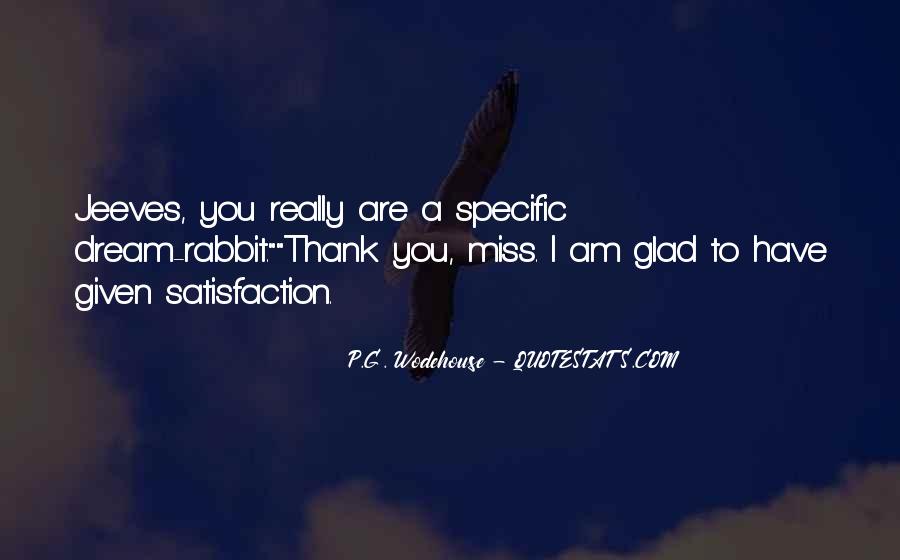 Jeeves, you really are a specific
dream-rabbit.""Thank you, miss. I am glad to have
given satisfaction.
P.G. Wodehouse - QUOTESTATS.COM